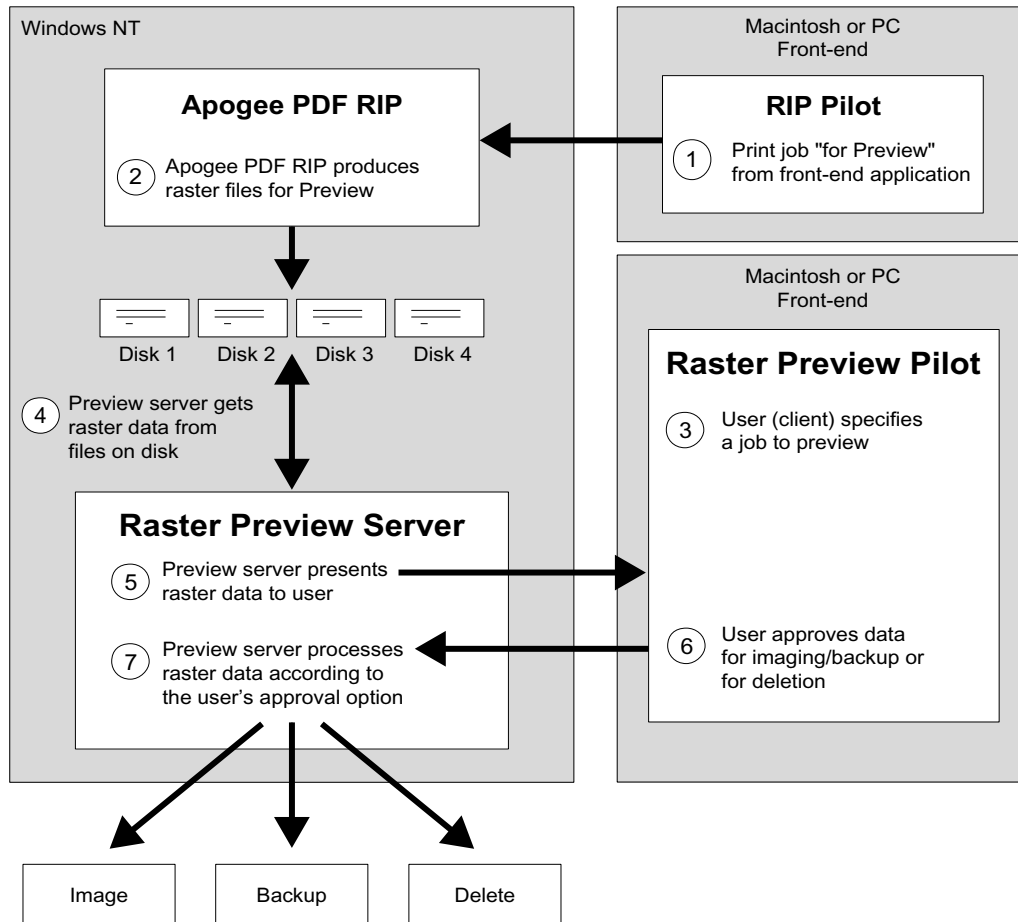 Windows NT
Apogee PDF RIP
2
Apogee PDF RIP produces
raster files for Preview
Macintosh or PC
Front-end
RIP Pilot
1
Print job "for Preview"
from front-end application
Disk 1
Disk 2
Disk 3
Disk 4
4
Preview server gets
raster data from
files on disk
Macintosh or PC
Front-end
Raster Preview Pilot
3
User (client) specifies
a job to preview
Raster Preview Server
5
Preview server presents
raster data to user
6
User approves data
for imaging/backup or
for deletion
7
Preview server processes
raster data according to
the user’s approval option
Image
Backup
Delete